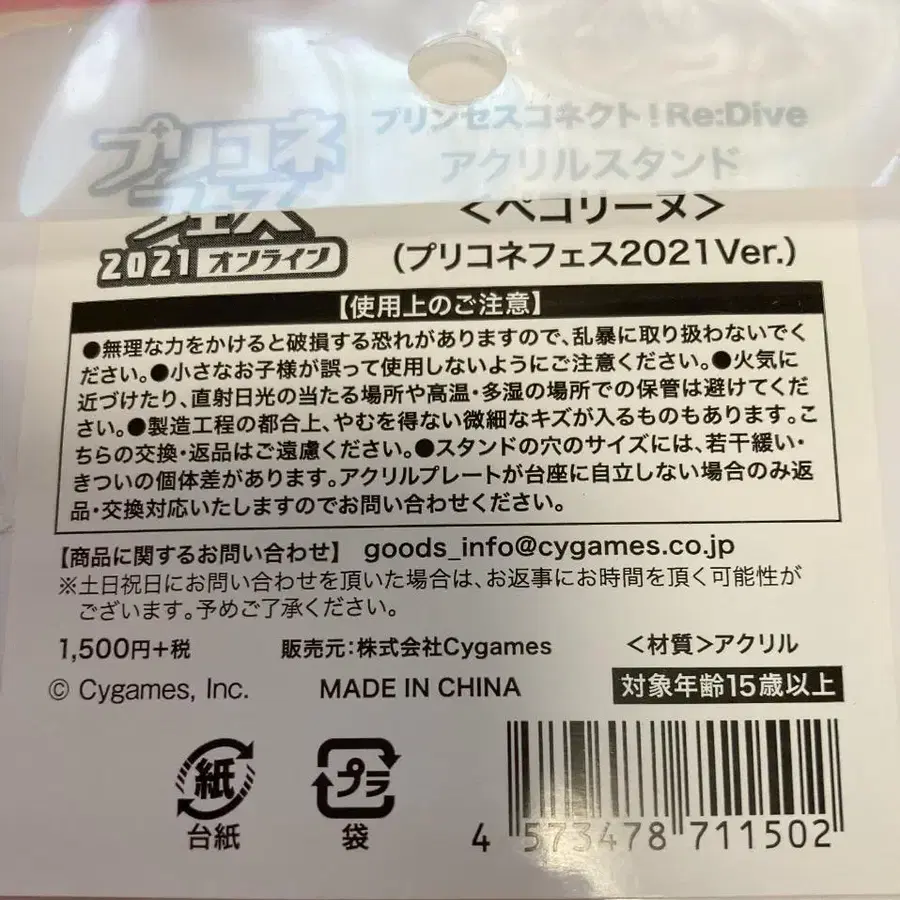 プリコネ
フェス
2021 オンライン
プリンセスコネクト！Re:Dive
アクリルスタンド
＜ペコリーヌ＞
（プリコネフェス2021Ver.）
【使用上のご注意】
●無理な力をかけると破損する恐れがありますので、乱暴に取り扱わないでく
ださい。●小さなお子様が誤って使用しないようにご注意ください。●火気に
近づけたり、直射日光の当たる場所や高温・多湿の場所での保管は避けてくだ
さい。●製造工程の都合上、やむを得ない微細なキズが入るものもあります。こ
ちらの交換・返品はご遠慮ください。●スタンドの穴のサイズには、若干緩い・
きついの個体差があります。アクリルプレートが台座に自立しない場合のみ返
品・交換対応いたしますのでお問い合わせください。
【商品に関するお問い合わせ】 goods_info@cygames.co.jp
※土日祝日にお問い合わせを頂いた場合は、お返事にお時間を頂く可能性が
ございます。予めご了承ください。
1,500円+税 販売元：株式会社Cygames ＜材質＞アクリル
© Cygames, Inc. MADE IN CHINA 対象年齢15歳以上
紙
台紙
プラ
袋
4 573478 711502